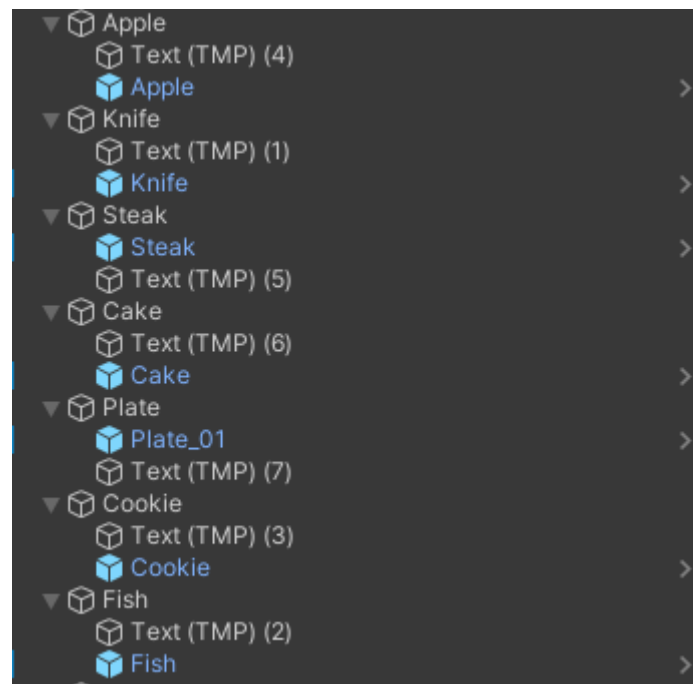 Apple
Text (TMP) (4)
Apple
Knife
Text (TMP) (1)
Knife
Steak
Steak
Text (TMP) (5)
Cake
Text (TMP) (6)
Cake
Plate
Plate_01
Text (TMP) (7)
Cookie
Text (TMP) (3)
Cookie
Fish
Text (TMP) (2)
Fish